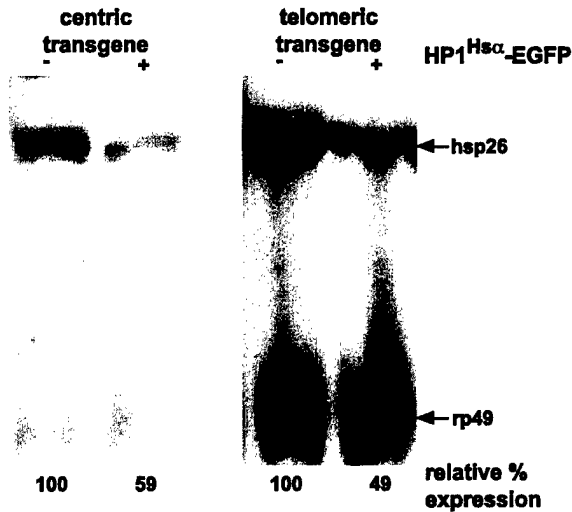 centric transgene
telomeric transgene
- +
- +
HP1Hsα-EGFP
hsp26
rp49
100 59
100 49
relative % expression